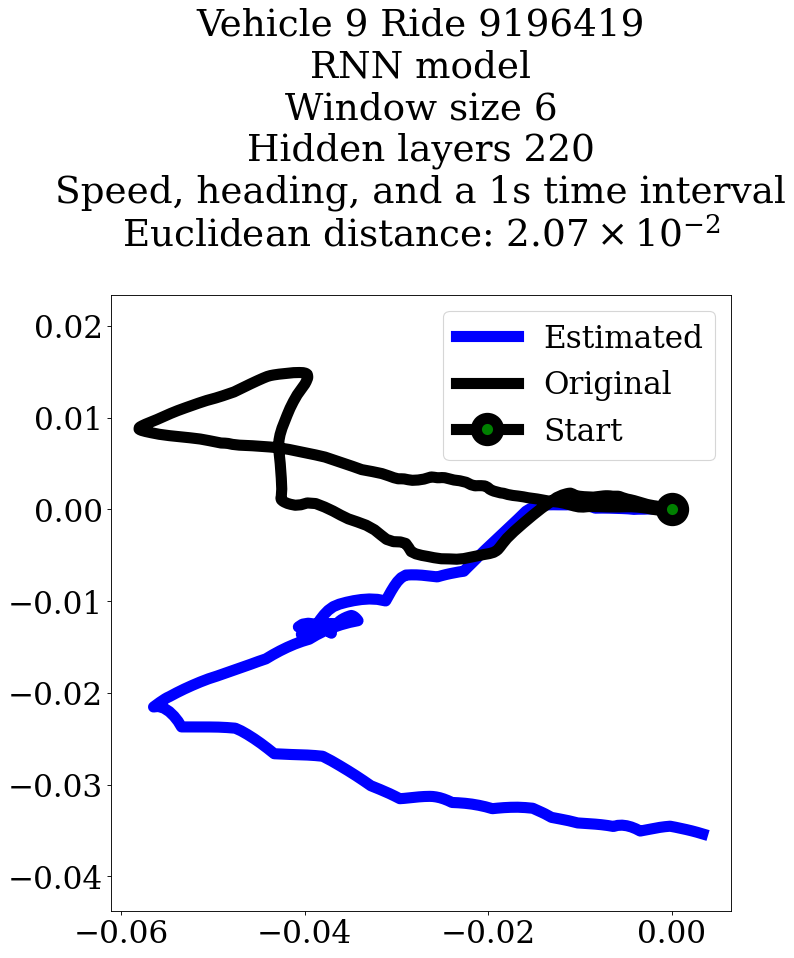 Vehicle 9 Ride 9196419
RNN model
Window size 6
Hidden layers 220
Speed, heading, and a 1s time interval
Euclidean distance: 2.07 × 10⁻²
Estimated
Original
Start
0.02
0.01
0.00
−0.01
−0.02
−0.03
−0.04
−0.06
−0.04
−0.02
0.00